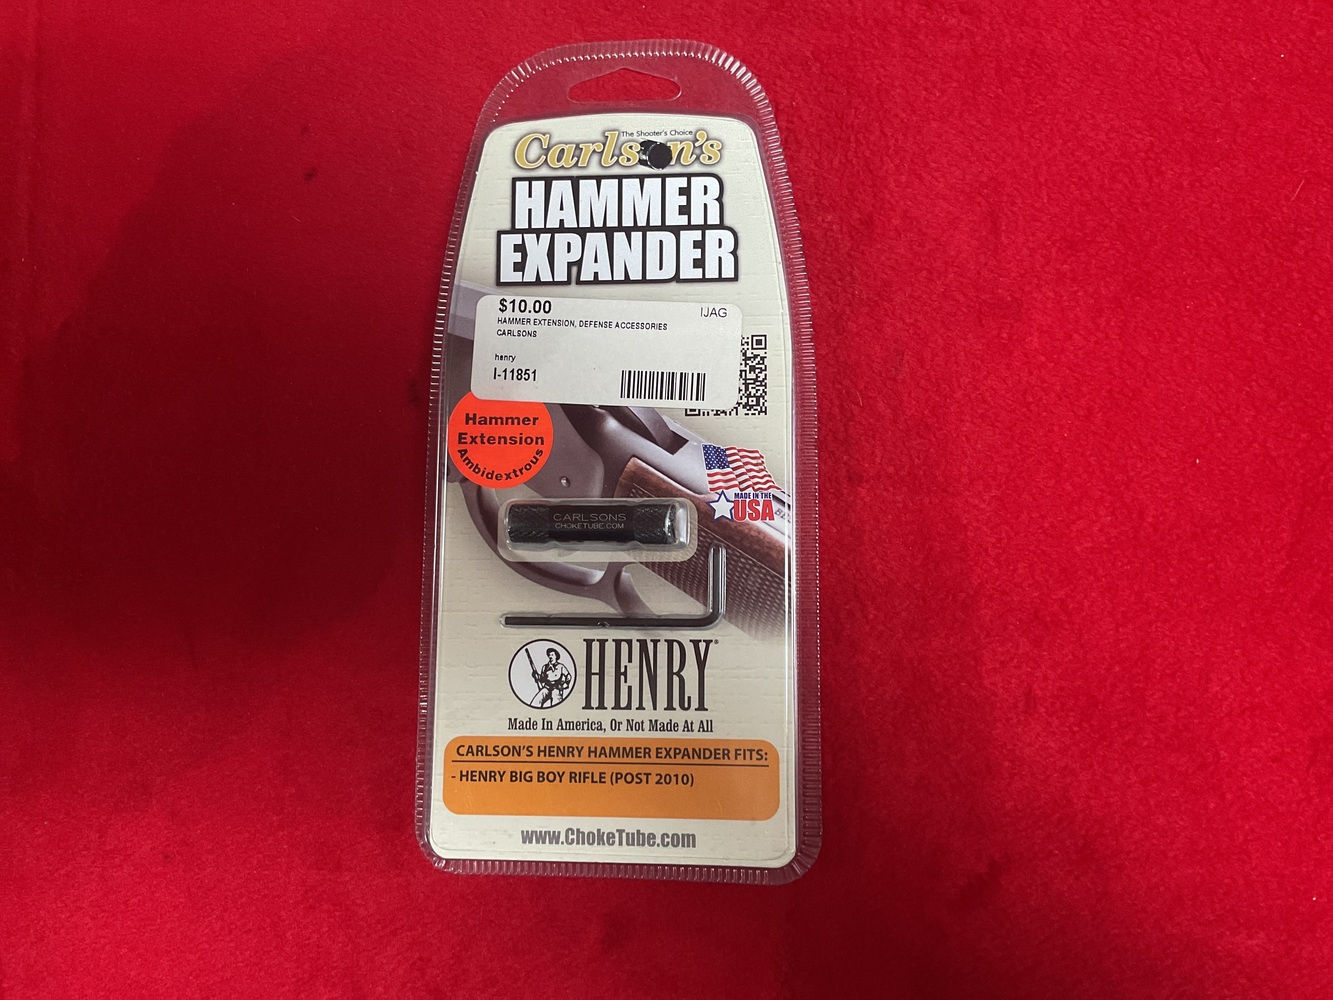 The Shooter's Choice
Carlson's
HAMMER
EXPANDER
$10.00
IJAG
HAMMER EXTENSION, DEFENSE ACCESSORIES
CARLSONS
henry
I-11851
Hammer
Extension
Ambidextrous
MADE IN THE
USA
CARLSONS
CHOKETUBE.COM
HENRY®
Made In America, Or Not Made At All
CARLSON'S HENRY HAMMER EXPANDER FITS:
- HENRY BIG BOY RIFLE (POST 2010)
www.ChokeTube.com